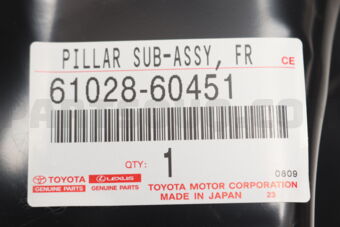 PILLAR SUB-ASSY, FR
CE
61028-60451
QTY: 1
0809
TOYOTA
GENUINE PARTS
LEXUS
GENUINE PARTS
TOYOTA MOTOR CORPORATION
MADE IN JAPAN 23